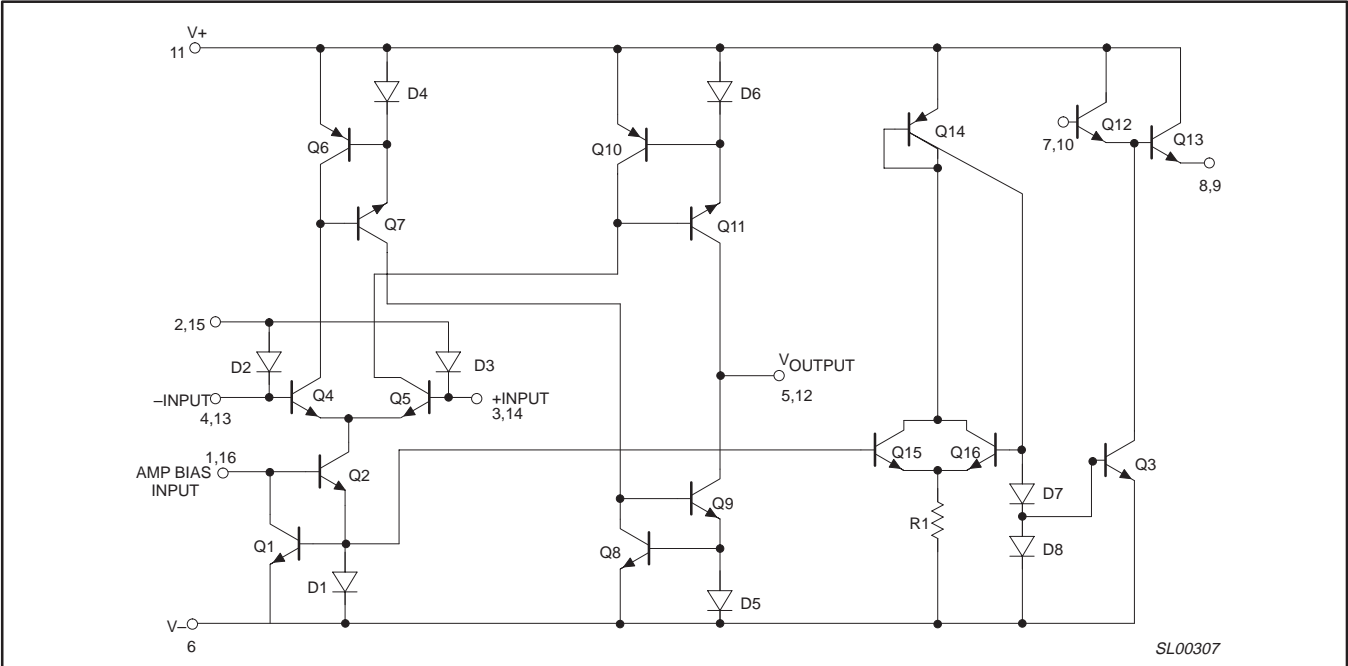 V+
11
D4
D6
Q6
Q10
Q14
Q12
7,10
Q13
8,9
Q7
Q11
2,15
D2
D3
VOUTPUT
5,12
–INPUT
4,13
Q4
Q5
+INPUT
3,14
Q15
Q16
1,16
AMP BIAS
INPUT
Q2
Q3
D7
Q9
R1
Q1
Q8
D8
D1
D5
V–
6
SL00307